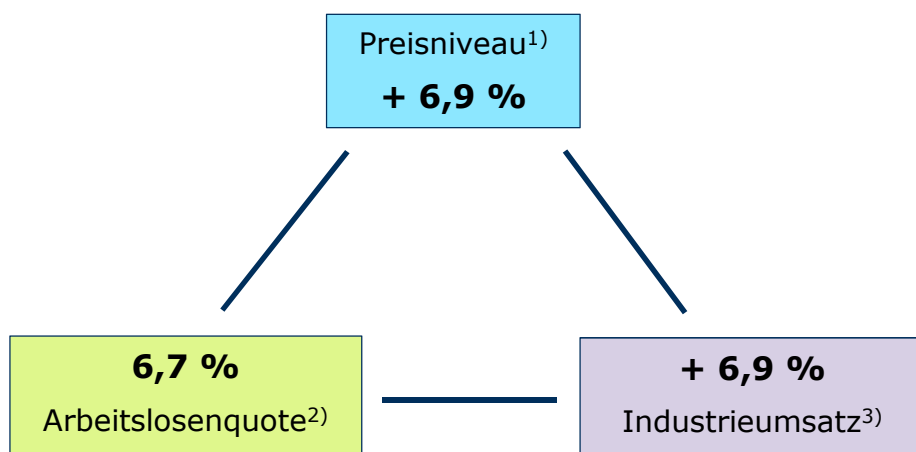 Preisniveau¹⁾
+ 6,9 %
6,7 %
Arbeitslosenquote²⁾
+ 6,9 %
Industrieumsatz³⁾